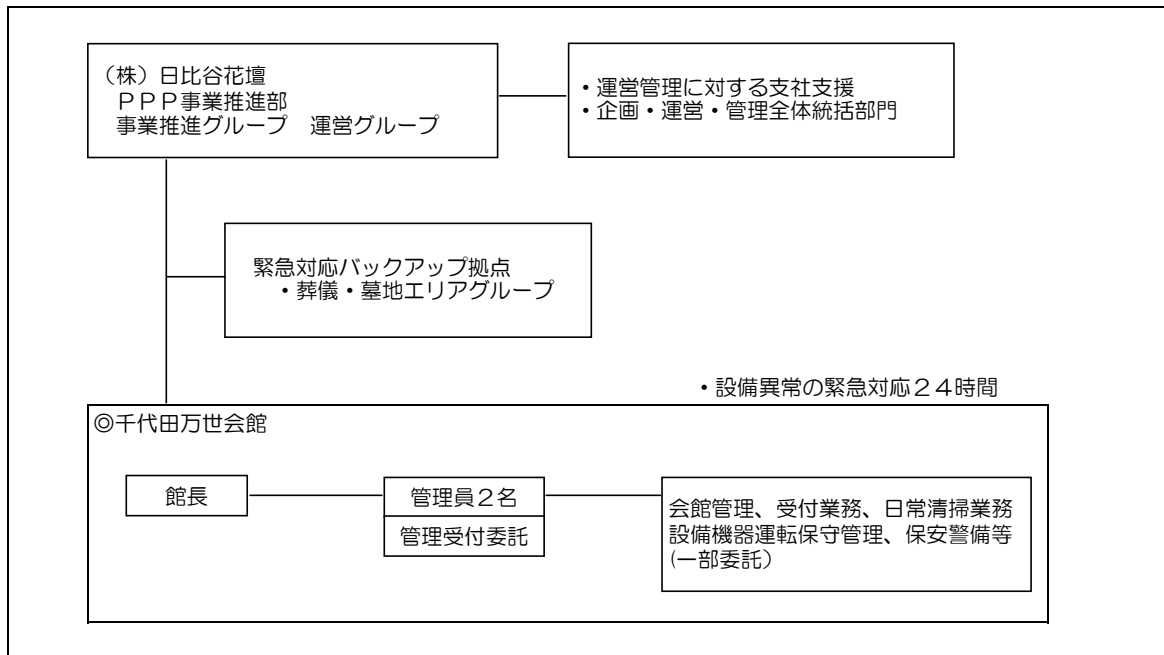 （株）日比谷花壇
ＰＰＰ事業推進部
事業推進グループ　運営グループ
・運営管理に対する支社支援
・企画・運営・管理全体統括部門
緊急対応バックアップ拠点
・葬儀・墓地エリアグループ
・設備異常の緊急対応２４時間
◎千代田万世会館
館長
管理員２名
管理受付委託
会館管理、受付業務、日常清掃業務
設備機器運転保守管理、保安警備等
(一部委託）